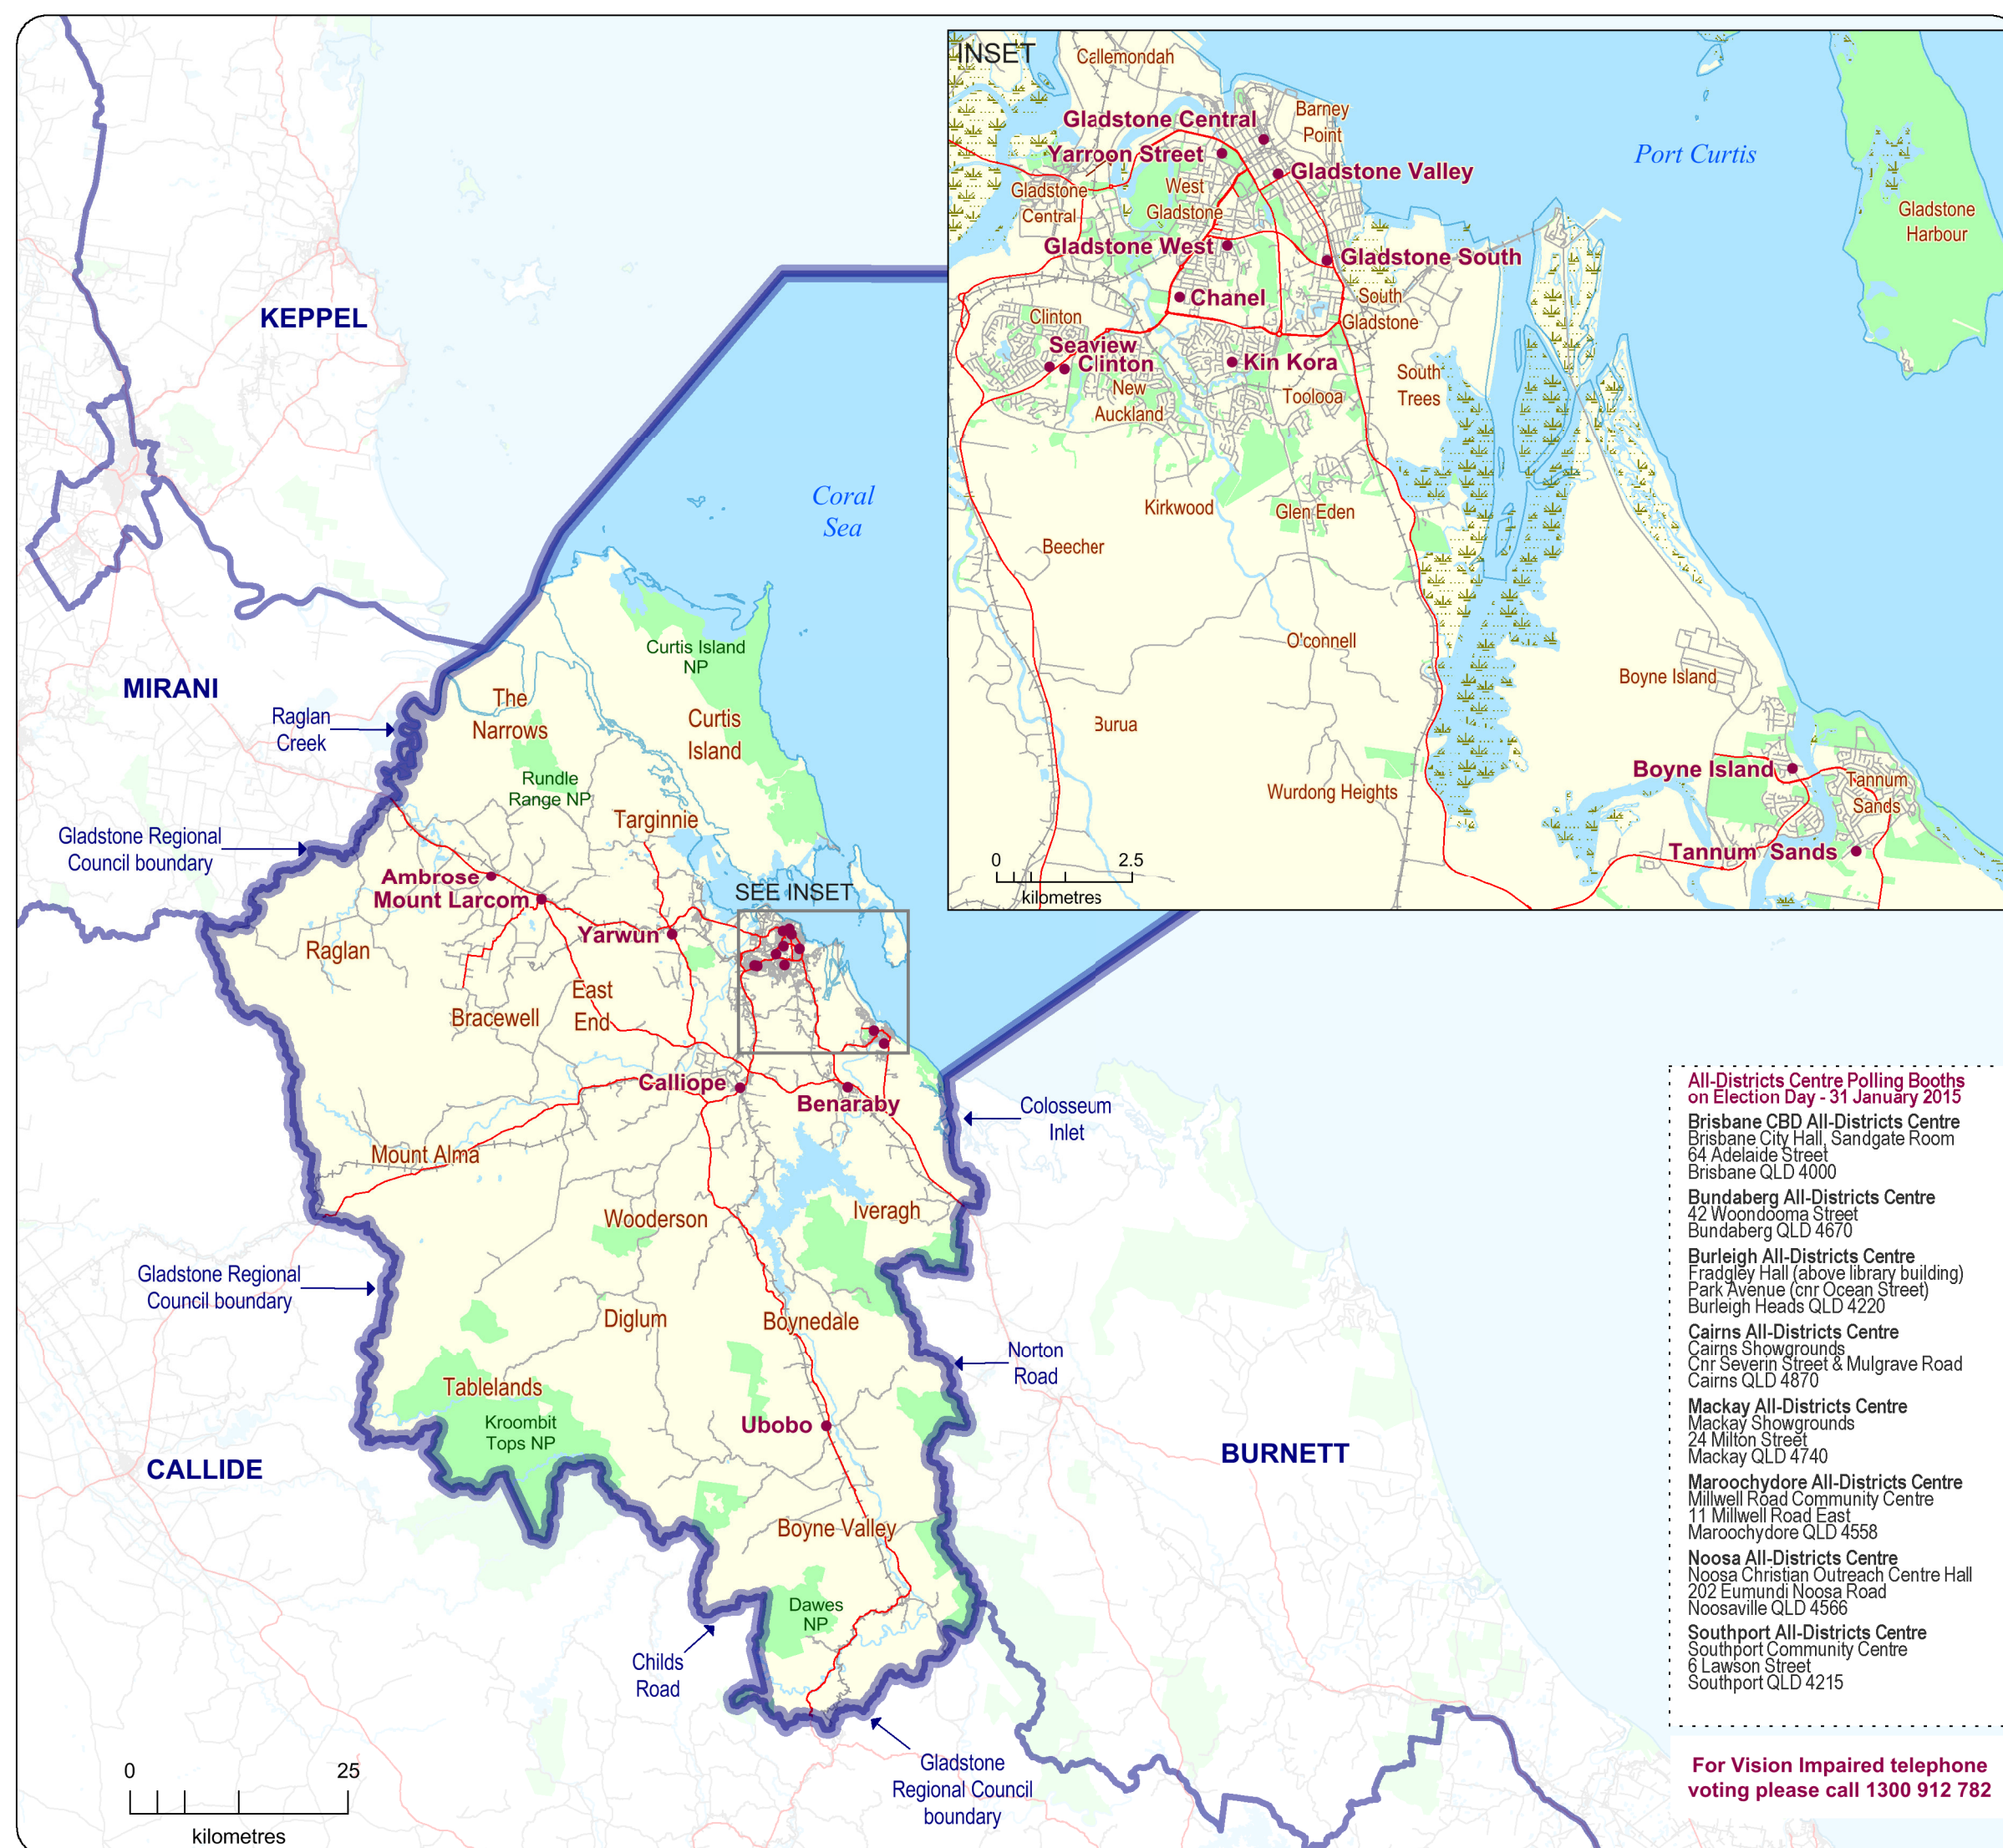 INSET
Callemondah
Gladstone Central
Barney
Point
Yarroon Street
Gladstone Valley
Port Curtis
Gladstone
Central
West
Gladstone
Gladstone
Harbour
Gladstone West
Gladstone South
Chanel
South
Gladstone
Clinton
Seaview
Clinton
Kin Kora
New
Auckland
Toolooa
South
Trees
Kirkwood
Glen Eden
Beecher
O'connell
Boyne Island
Burua
Wurdong Heights
Boyne Island
Tannum
Sands
Tannum Sands
0 2.5
kilometres
KEPPEL
Coral
Sea
MIRANI
Curtis Island
NP
The
Narrows
Curtis
Island
Raglan
Creek
Rundle
Range NP
Targinnie
Gladstone Regional
Council boundary
Ambrose
Mount Larcom
SEE INSET
Yarwun
Raglan
East
End
Bracewell
Calliope
Benaraby
Colosseum
Inlet
Mount Alma
Wooderson
Iveragh
Gladstone Regional
Council boundary
Diglum
Boynedale
Norton
Road
Tablelands
Kroombit
Tops NP
Ubobo
CALLIDE
BURNETT
Boyne Valley
Dawes
NP
Childs
Road
Gladstone
Regional Council
boundary
0 25
kilometres
All-Districts Centre Polling Booths
on Election Day - 31 January 2015
Brisbane CBD All-Districts Centre
Brisbane City Hall, Sandgate Room
64 Adelaide Street
Brisbane QLD 4000
Bundaberg All-Districts Centre
42 Woondooma Street
Bundaberg QLD 4670
Burleigh All-Districts Centre
Fradgley Hall (above library building)
Park Avenue (cnr Ocean Street)
Burleigh Heads QLD 4220
Cairns All-Districts Centre
Cairns Showgrounds
Cnr Severin Street & Mulgrave Road
Cairns QLD 4870
Mackay All-Districts Centre
Mackay Showgrounds
24 Milton Street
Mackay QLD 4740
Maroochydore All-Districts Centre
Millwell Road Community Centre
11 Millwell Road East
Maroochydore QLD 4558
Noosa All-Districts Centre
Noosa Christian Outreach Centre Hall
202 Eumundi Noosa Road
Noosaville QLD 4566
Southport All-Districts Centre
Southport Community Centre
6 Lawson Street
Southport QLD 4215
For Vision Impaired telephone
voting please call 1300 912 782